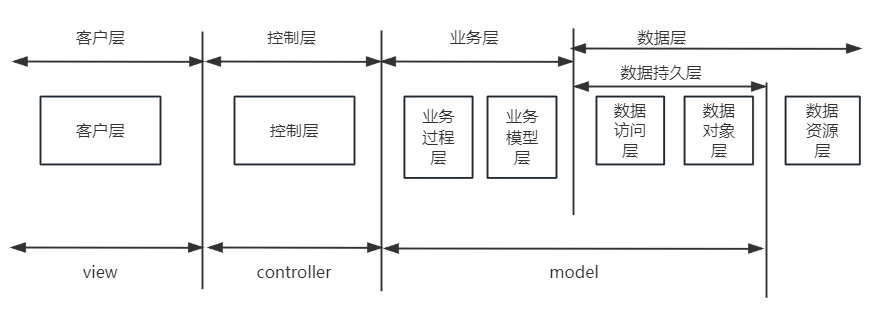 客户层
控制层
业务层
数据层
数据持久层
客户层
控制层
业务
过程
层
业务
模型
层
数据
访问
层
数据
对象
层
数据
资源
层
view
controller
model